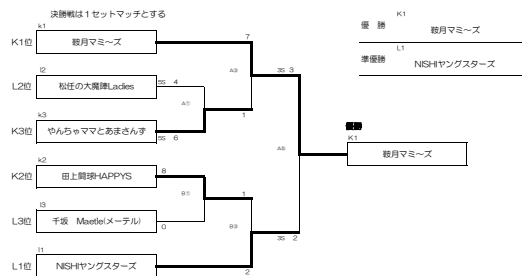 決勝戦は１セットマッチとする
K1
優　勝　鞍月マミ～ズ
L1
準優勝　NISHIヤングスターズ
k1
K1位　鞍月マミ～ズ
7
A③
3S 3
l2
L2位　松任の大魔陣Ladies
5S 4
A①
1
k3
K3位　やんちゃママとあまさんず
5S 6
K1
鞍月マミ～ズ
k2
K2位　田上闘球HAPPYS
8
B①
1
l3
L3位　千坂　Maetle(メーテル)
0
B③
3S 2
l1
L1位　NISHIヤングスターズ
2